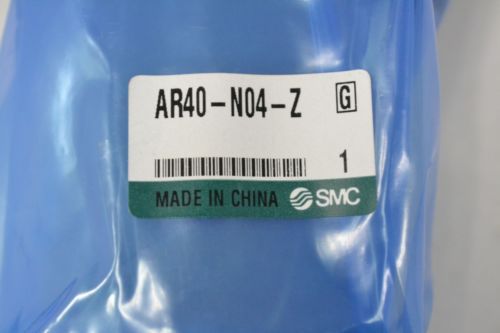 AR40-N04-Z G
1
MADE IN CHINA SMC